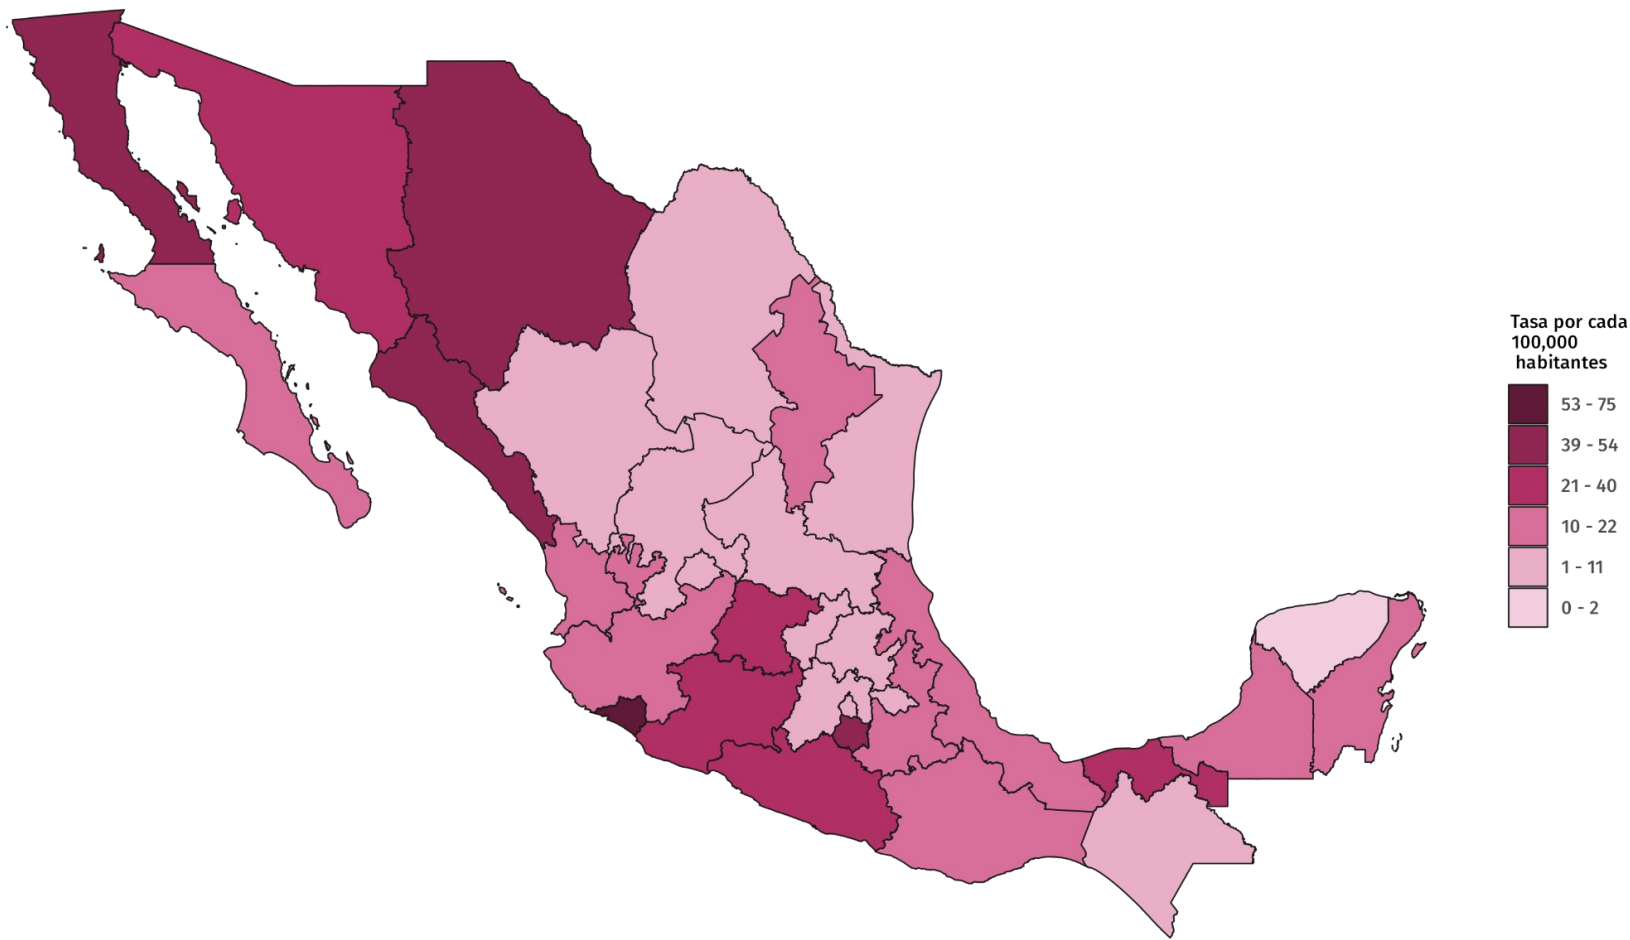 Tasa por cada
100,000
habitantes
53 - 75
39 - 54
21 - 40
10 - 22
1 - 11
0 - 2